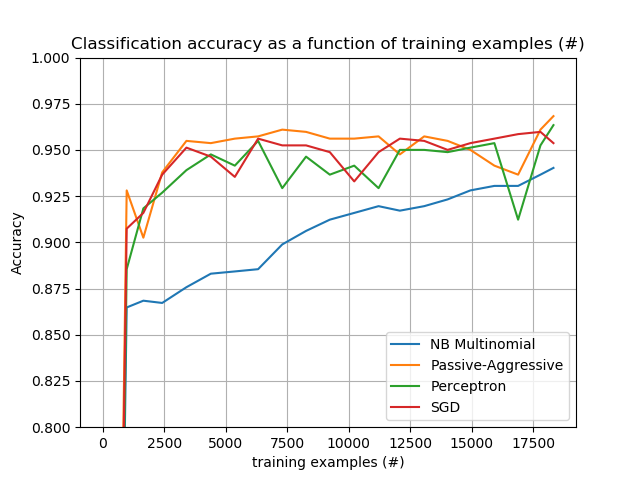 Classification accuracy as a function of training examples (#)
1.000
0.975
0.950
0.925
0.900
0.875
0.850
0.825
0.800
Accuracy
NB Multinomial
Passive-Aggressive
Perceptron
SGD
0 2500 5000 7500 10000 12500 15000 17500
training examples (#)